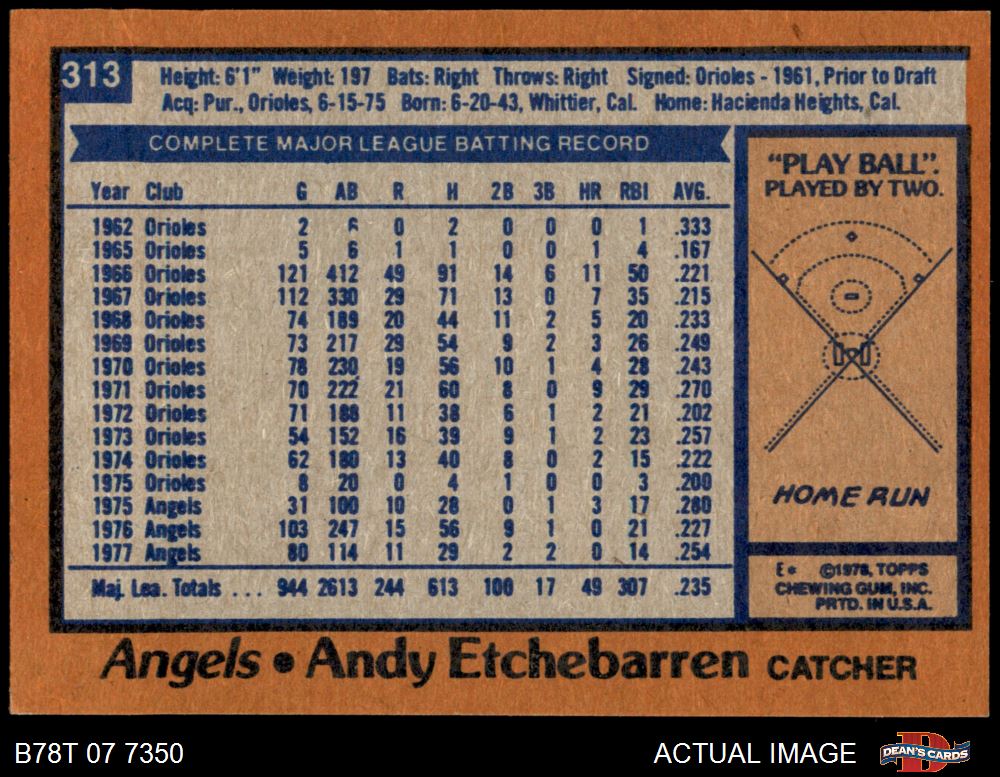 313
Height: 6'1" Weight: 197 Bats: Right Throws: Right Signed: Orioles - 1961, Prior to Draft
Acq: Pur., Orioles, 6-15-75 Born: 6-20-43, Whittier, Cal. Home: Hacienda Heights, Cal.
COMPLETE MAJOR LEAGUE BATTING RECORD
Year Club G AB R H 2B 3B HR RBI AVG.
1962 Orioles 2 6 0 2 0 0 0 1 .333
1965 Orioles 5 6 1 1 0 0 1 4 .167
1966 Orioles 121 412 49 91 14 6 11 50 .221
1967 Orioles 112 330 29 71 13 0 7 35 .215
1968 Orioles 74 189 20 44 11 2 5 20 .233
1969 Orioles 73 217 29 54 9 2 3 26 .249
1970 Orioles 78 230 19 56 10 1 4 28 .243
1971 Orioles 70 222 21 60 8 0 9 29 .270
1972 Orioles 71 188 11 38 6 1 2 21 .202
1973 Orioles 54 152 16 39 9 1 2 23 .257
1974 Orioles 62 180 13 40 8 0 2 15 .222
1975 Orioles 8 20 0 4 1 0 0 3 .200
1975 Angels 31 100 10 28 0 1 3 17 .280
1976 Angels 103 247 15 56 9 1 0 21 .227
1977 Angels 80 114 11 29 2 2 0 14 .254
Maj. Lea. Totals ... 944 2613 244 613 100 17 49 307 .235
"PLAY BALL".
PLAYED BY TWO.
HOME RUN
E* ©1978, TOPPS
CHEWING GUM, INC.
PRTD. IN U.S.A.
Angels • Andy Etchebarren CATCHER
B78T 07 7350
ACTUAL IMAGE
DEAN'S CARDS